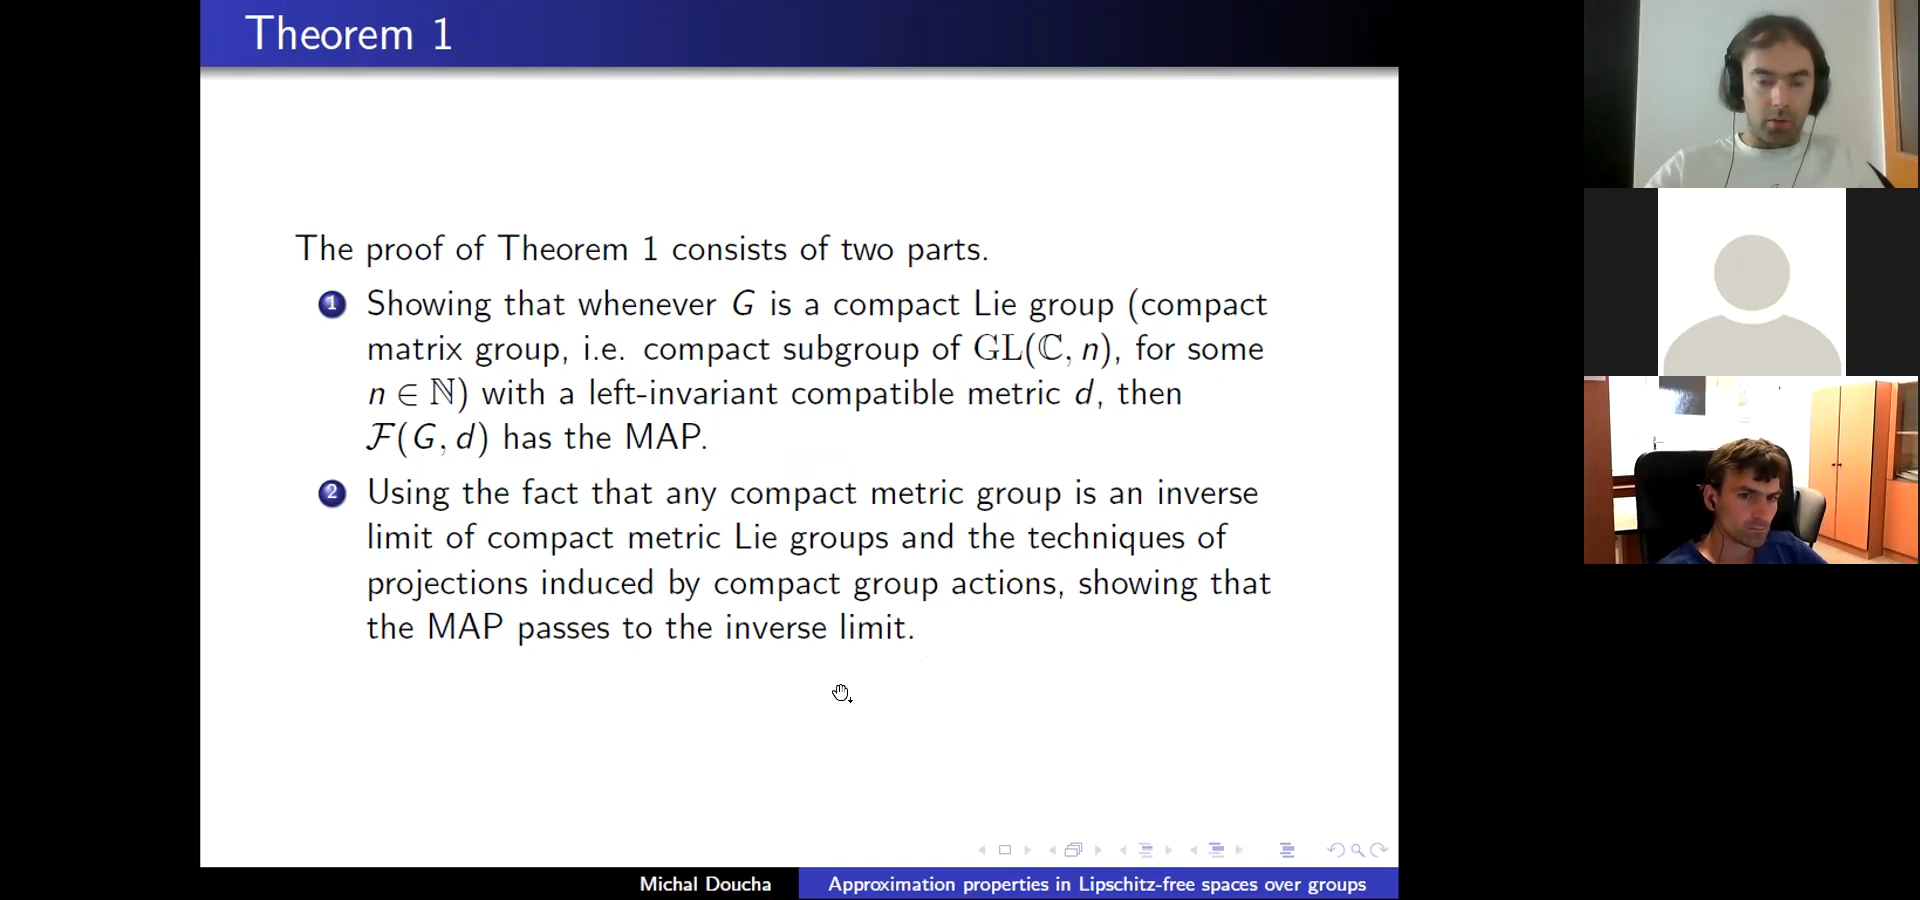 Theorem 1
The proof of Theorem 1 consists of two parts.
1 Showing that whenever G is a compact Lie group (compact
matrix group, i.e. compact subgroup of GL(ℂ, n), for some
n ∈ ℕ) with a left-invariant compatible metric d, then
ℱ(G, d) has the MAP.
2 Using the fact that any compact metric group is an inverse
limit of compact metric Lie groups and the techniques of
projections induced by compact group actions, showing that
the MAP passes to the inverse limit.
Michal Doucha
Approximation properties in Lipschitz-free spaces over groups